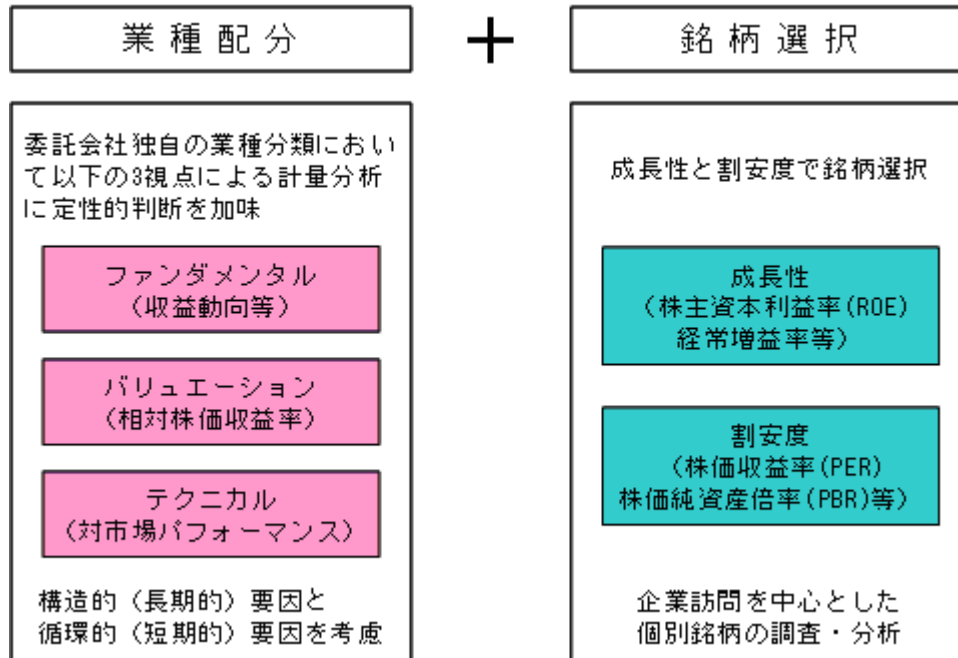 業種配分
+
銘柄選択
委託会社独自の業種分類におい
て以下の3視点による計量分析
に定性的判断を加味
ファンダメンタル
(収益動向等)
バリュエーション
(相対株価収益率)
テクニカル
(対市場パフォーマンス)
構造的(長期的)要因と
循環的(短期的)要因を考慮
成長性と割安度で銘柄選択
成長性
(株主資本利益率(ROE)
経常増益率等)
割安度
(株価収益率(PER)
株価純資産倍率(PBR)等)
企業訪問を中心とした
個別銘柄の調査・分析